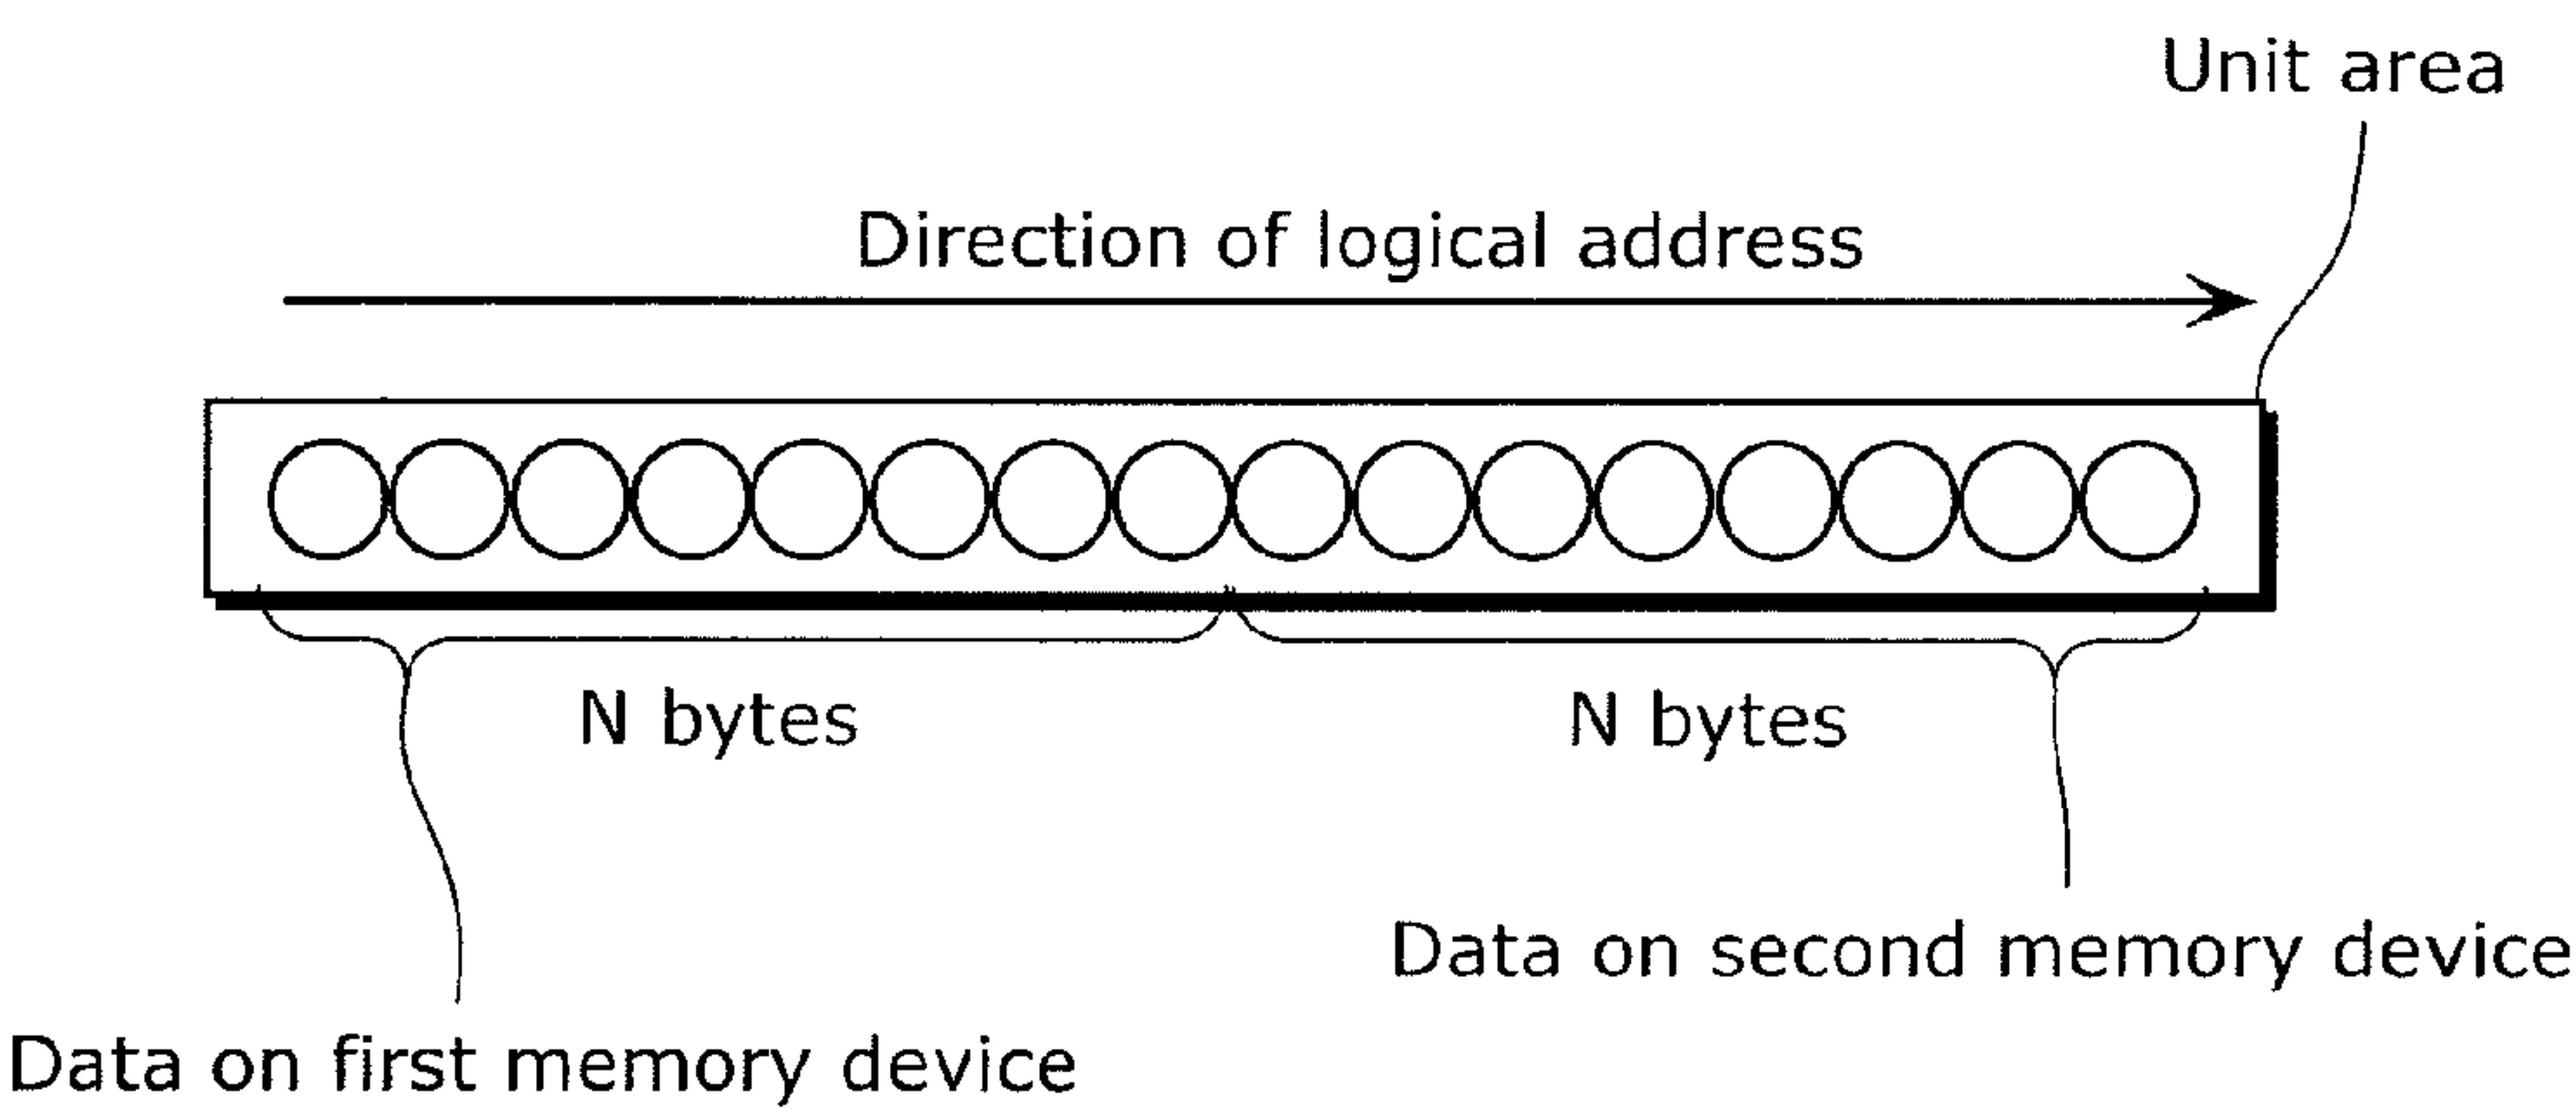 Unit area
Direction of logical address
N bytes
N bytes
Data on second memory device
Data on first memory device